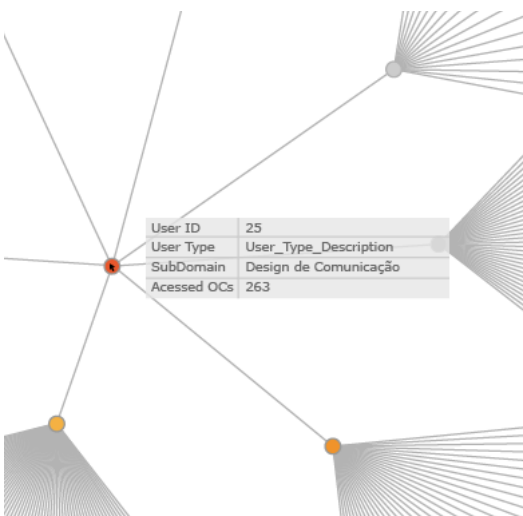 User ID 25
User Type User_Type_Description
SubDomain Design de Comunicação
Acessed OCs 263